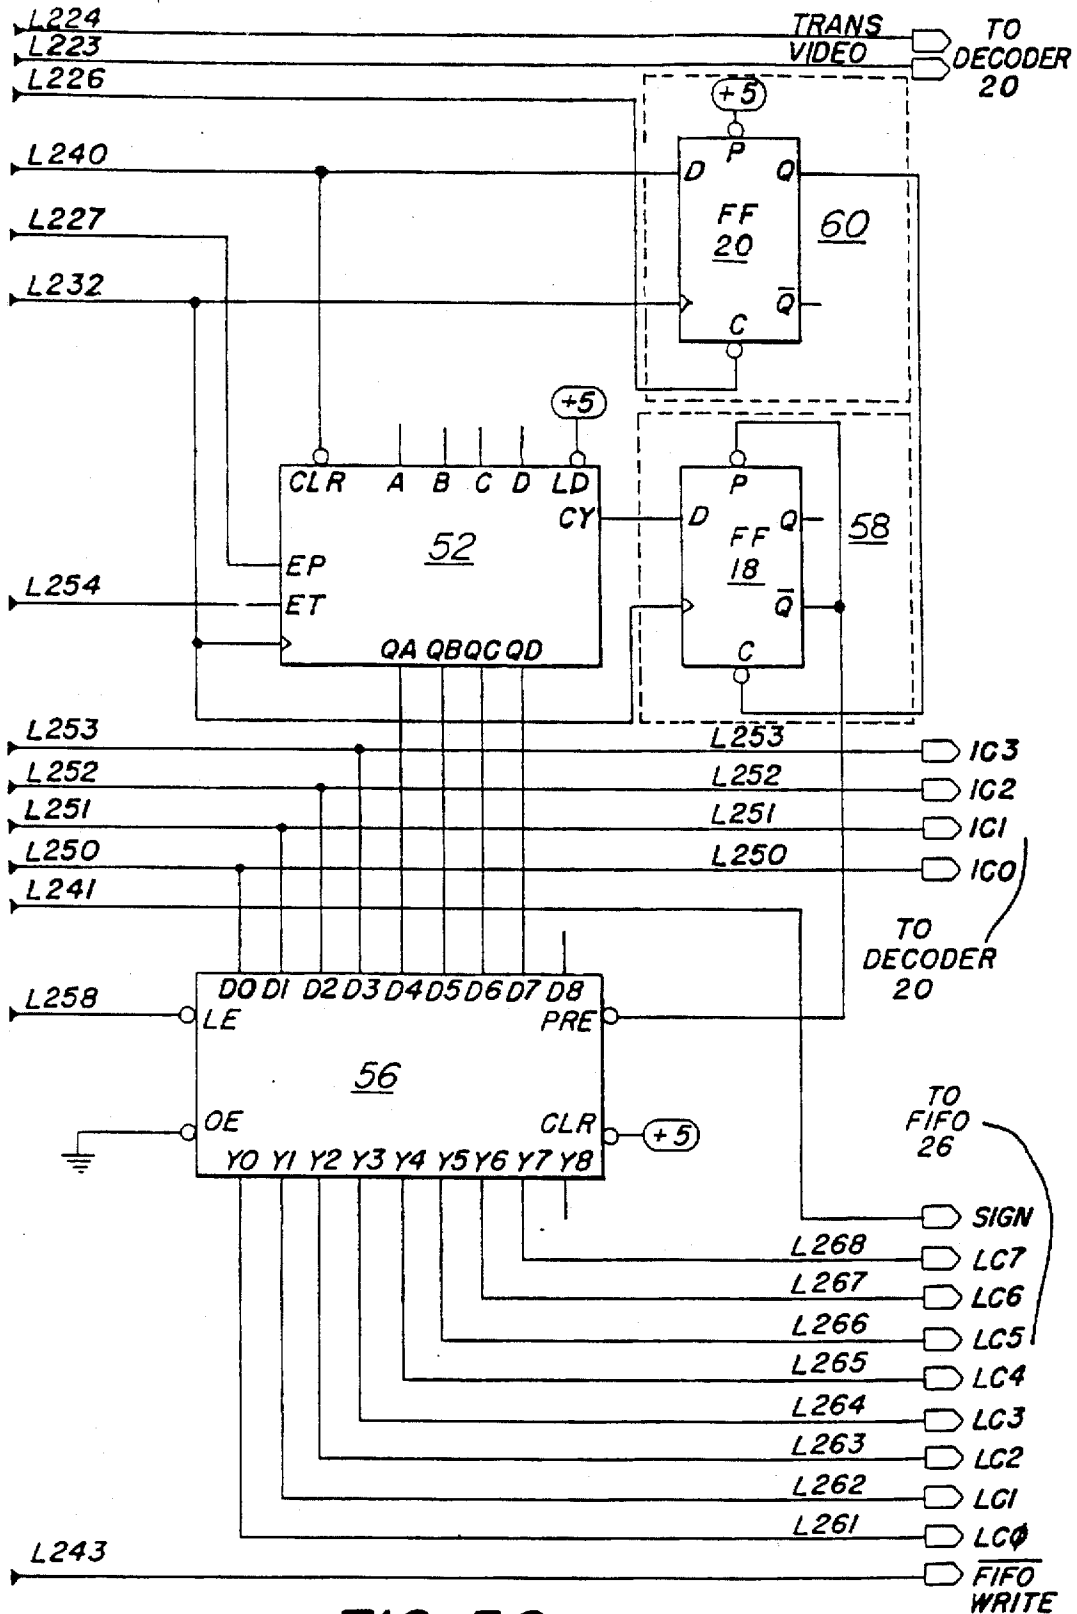 L224
TRANS
TO
DECODER
20
L223
VIDEO
L226
+5
L240
P
D
Q
FF
20
60
L227
L232
Q̅
C
+5
CLR A B C D LD
CY
52
P
D
Q
FF
18
58
EP
L254
ET
Q̅
QA QB QC QD
C
L253
L253
IC3
L252
L252
IC2
L251
L251
IC1
L250
L250
IC0
L241
TO
DECODER
20
D0 D1 D2 D3 D4 D5 D6 D7 D8
L258
LE
PRE
56
OE
CLR
+5
TO
FIFO
26
Y0 Y1 Y2 Y3 Y4 Y5 Y6 Y7 Y8
SIGN
L268
LC7
L267
LC6
L266
LC5
L265
LC4
L264
LC3
L263
LC2
L262
LC1
L261
LCϕ
L243
F̅I̅F̅O̅
WRITE